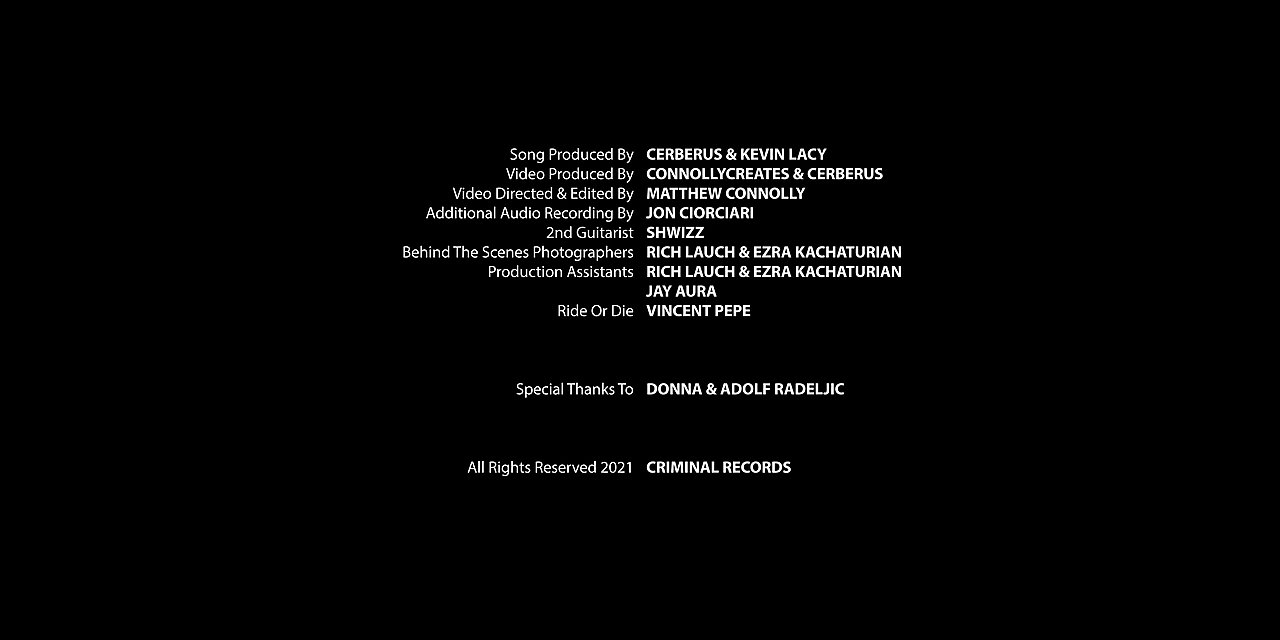 Song Produced By CERBERUS & KEVIN LACY
Video Produced By CONNOLLYCREATES & CERBERUS
Video Directed & Edited By MATTHEW CONNOLLY
Additional Audio Recording By JON CIORCIARI
2nd Guitarist SHWIZZ
Behind The Scenes Photographers RICH LAUCH & EZRA KACHATURIAN
Production Assistants RICH LAUCH & EZRA KACHATURIAN
JAY AURA
Ride Or Die VINCENT PEPE
Special Thanks To DONNA & ADOLF RADELJIC
All Rights Reserved 2021 CRIMINAL RECORDS